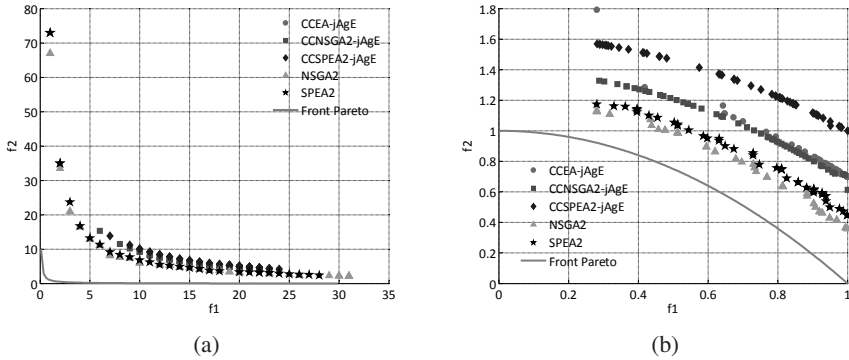 80
70
60
50
40
30
20
10
0
0
5
10
15
20
25
30
35
f2
f1
CCEA-jAgE
CCNSGA2-jAgE
CCSPEA2-jAgE
NSGA2
SPEA2
Front Pareto
(a)
1.8
1.6
1.4
1.2
1
0.8
0.6
0.4
0.2
0
0
0.2
0.4
0.6
0.8
1
f2
f1
CCEA-jAgE
CCNSGA2-jAgE
CCSPEA2-jAgE
NSGA2
SPEA2
Front Pareto
(b)